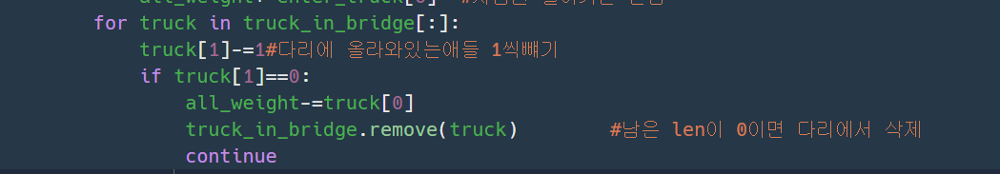 for truck in truck_in_bridge[:]:
truck[1]-=1#다리에 올라와있는애들 1씩빼기
if truck[1]==0:
all_weight-=truck[0]
truck_in_bridge.remove(truck) #남은 len이 0이면 다리에서 삭제
continue